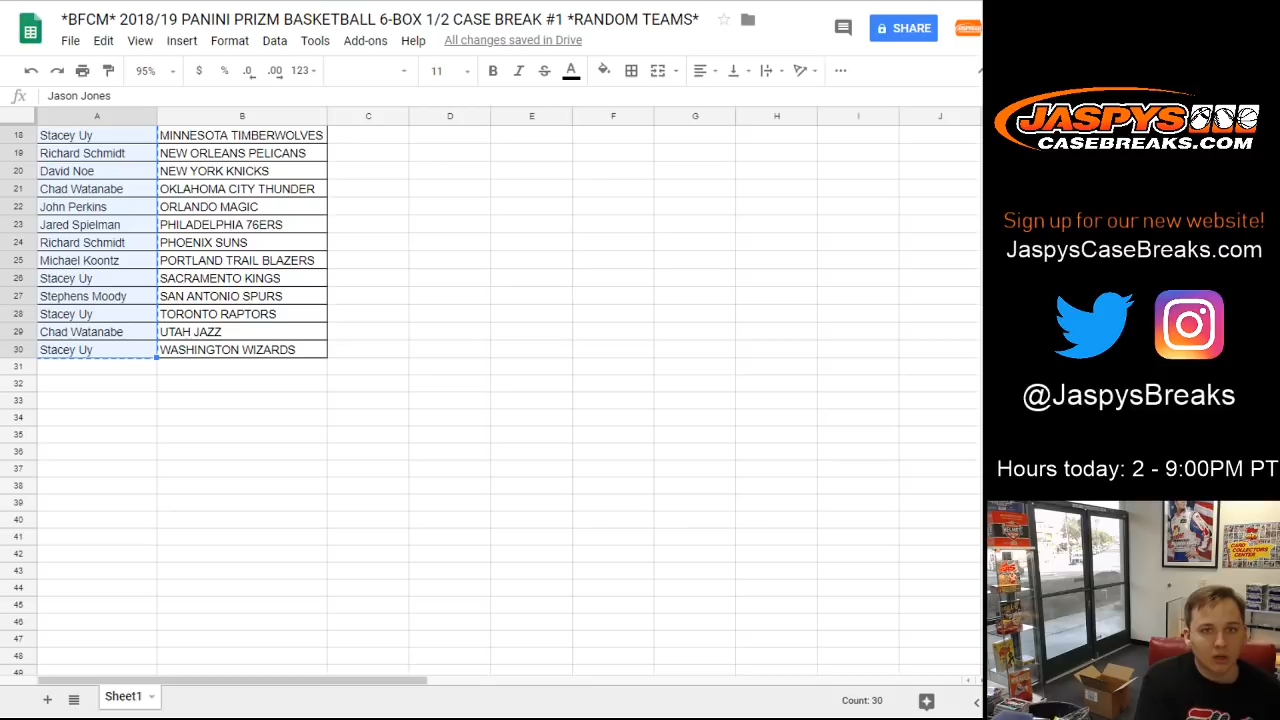 *BFCM* 2018/19 PANINI PRIZM BASKETBALL 6-BOX 1/2 CASE BREAK #1 *RANDOM TEAMS*
SHARE
File Edit View Insert Format Data Tools Add-ons Help All changes saved in Drive
95% $ % .0 .00 123 11 B I S A
fx Jason Jones
A B C D E F G H I J
18 Stacey Uy MINNESOTA TIMBERWOLVES
19 Richard Schmidt NEW ORLEANS PELICANS
20 David Noe NEW YORK KNICKS
21 Chad Watanabe OKLAHOMA CITY THUNDER
22 John Perkins ORLANDO MAGIC
23 Jared Spielman PHILADELPHIA 76ERS
24 Richard Schmidt PHOENIX SUNS
25 Michael Koontz PORTLAND TRAIL BLAZERS
26 Stacey Uy SACRAMENTO KINGS
27 Stephens Moody SAN ANTONIO SPURS
28 Stacey Uy TORONTO RAPTORS
29 Chad Watanabe UTAH JAZZ
30 Stacey Uy WASHINGTON WIZARDS
31
32
33
34
35
36
37
38
39
40
41
42
43
44
45
46
47
48
49
Sheet1
Count: 30
JASPYS
CASEBREAKS.COM
Sign up for our new website!
JaspysCaseBreaks.com
@JaspysBreaks
Hours today: 2 - 9:00PM PT
CARD
COLLECTORS
CENTER